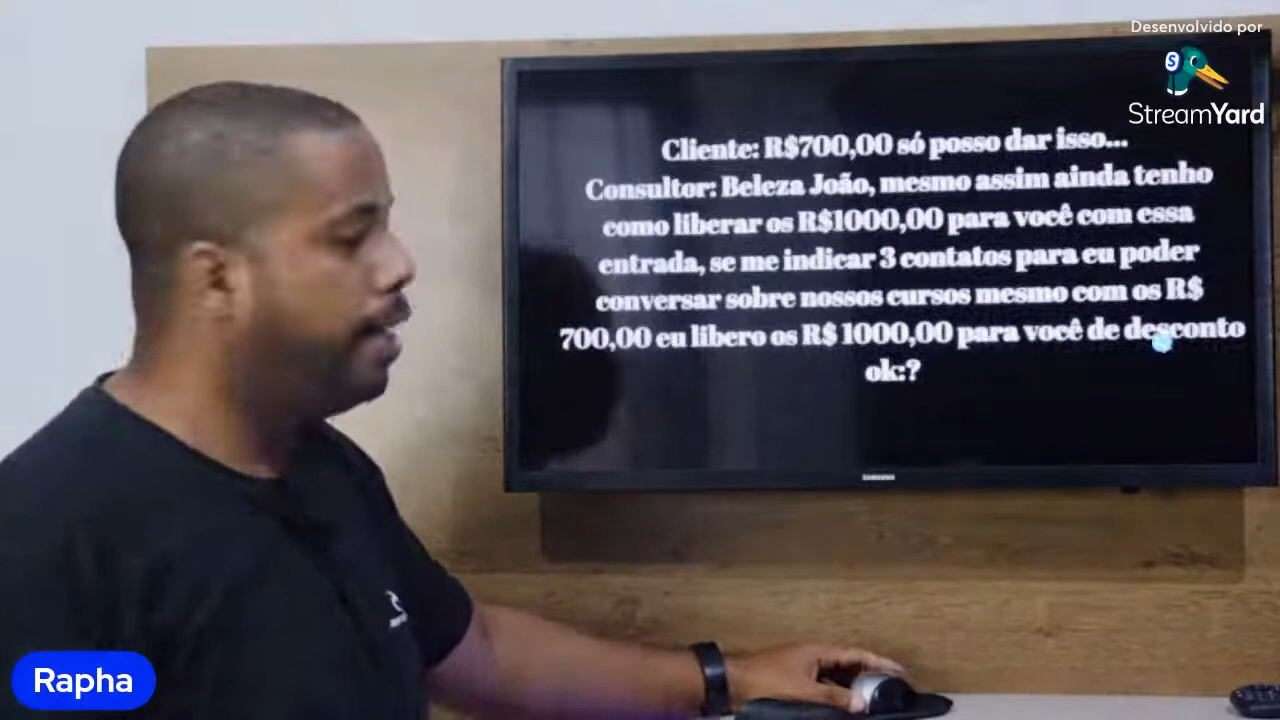 Desenvolvido por
StreamYard
Cliente: R$700,00 só posso dar isso...
Consultor: Beleza João, mesmo assim ainda tenho
como liberar os R$1000,00 para você com essa
entrada, se me indicar 3 contatos para eu poder
conversar sobre nossos cursos mesmo com os R$
700,00 eu libero os R$ 1000,00 para você de desconto
ok:?
SAMSUNG
Rapha